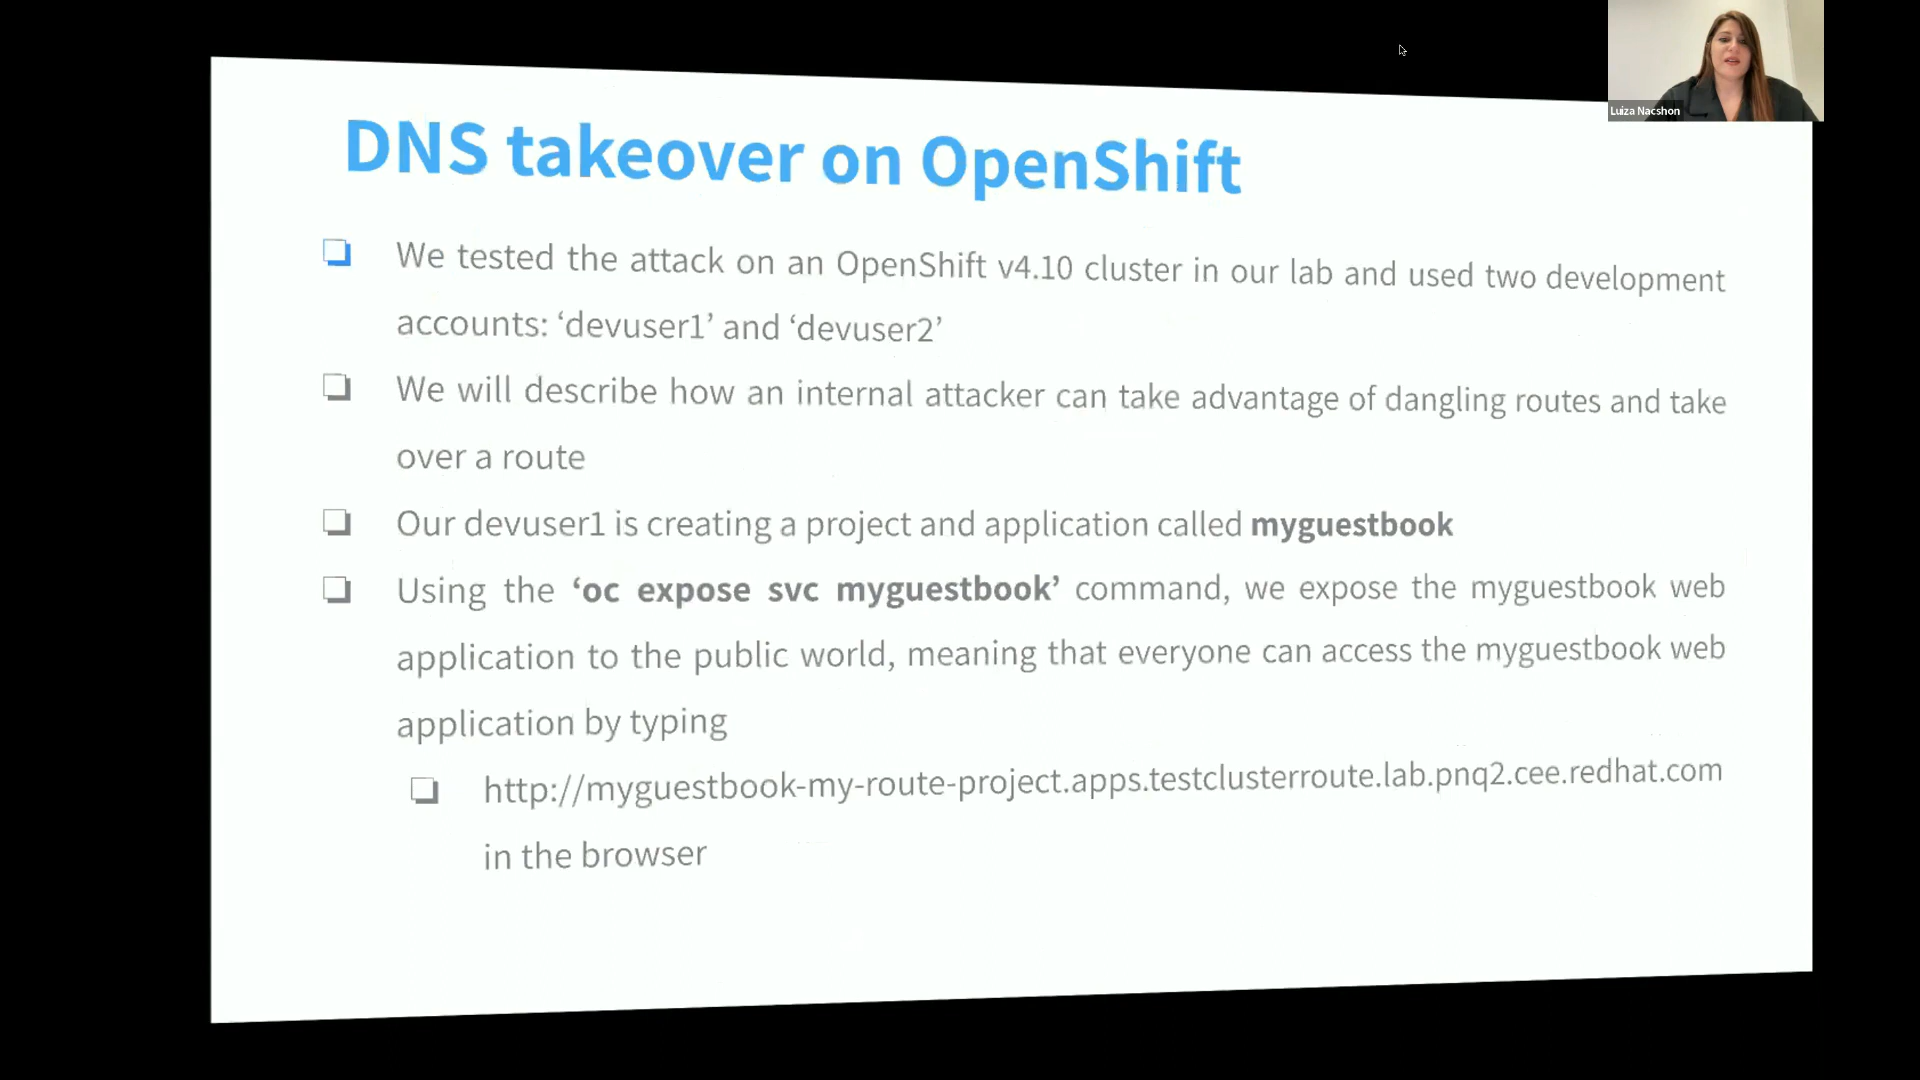 Luiza Nacshon
DNS takeover on OpenShift
We tested the attack on an OpenShift v4.10 cluster in our lab and used two development
accounts: ‘devuser1’ and ‘devuser2’
We will describe how an internal attacker can take advantage of dangling routes and take
over a route
Our devuser1 is creating a project and application called myguestbook
Using the ‘oc expose svc myguestbook’ command, we expose the myguestbook web
application to the public world, meaning that everyone can access the myguestbook web
application by typing
http://myguestbook-my-route-project.apps.testclusterroute.lab.pnq2.cee.redhat.com
in the browser